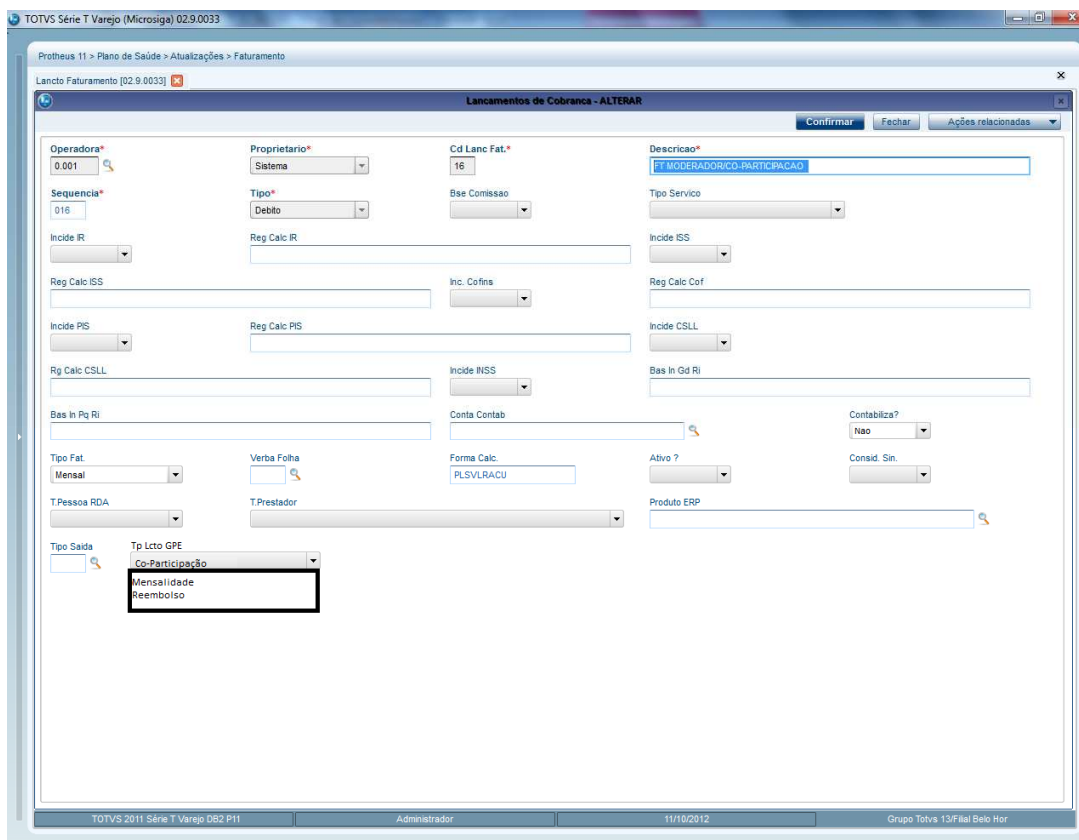 TOTVS Série T Varejo (Microsiga) 02.9.0033
Protheus 11 > Plano de Saúde > Atualizações > Faturamento
Lancto Faturamento [02.9.0033]
Lancamentos de Cobranca - ALTERAR
Confirmar Fechar Ações relacionadas
Operadora* Proprietario* Cd Lanc Fat.* Descricao*
0.001 Sistema 16 FT MODERADOR/CO-PARTICIPACAO
Sequencia* Tipo* Bse Comissao Tipo Servico
016 Debito
Incide IR Reg Calc IR Incide ISS
Reg Calc ISS Inc. Cofins Reg Calc Cof
Incide PIS Reg Calc PIS Incide CSLL
Rg Calc CSLL Incide INSS Bas In Gd Ri
Bas In Pq Ri Conta Contab Contabiliza?
Nao
Tipo Fat. Verba Folha Forma Calc. Ativo ? Consid. Sin.
Mensal PLSVLRACU
T.Pessoa RDA T.Prestador Produto ERP
Tipo Saida Tp Lcto GPE
Co-Participação
Mensalidade
Reembolso
TOTVS 2011 Série T Varejo DB2 P11 Administrador 11/10/2012 Grupo Totvs 13/Filial Belo Hor